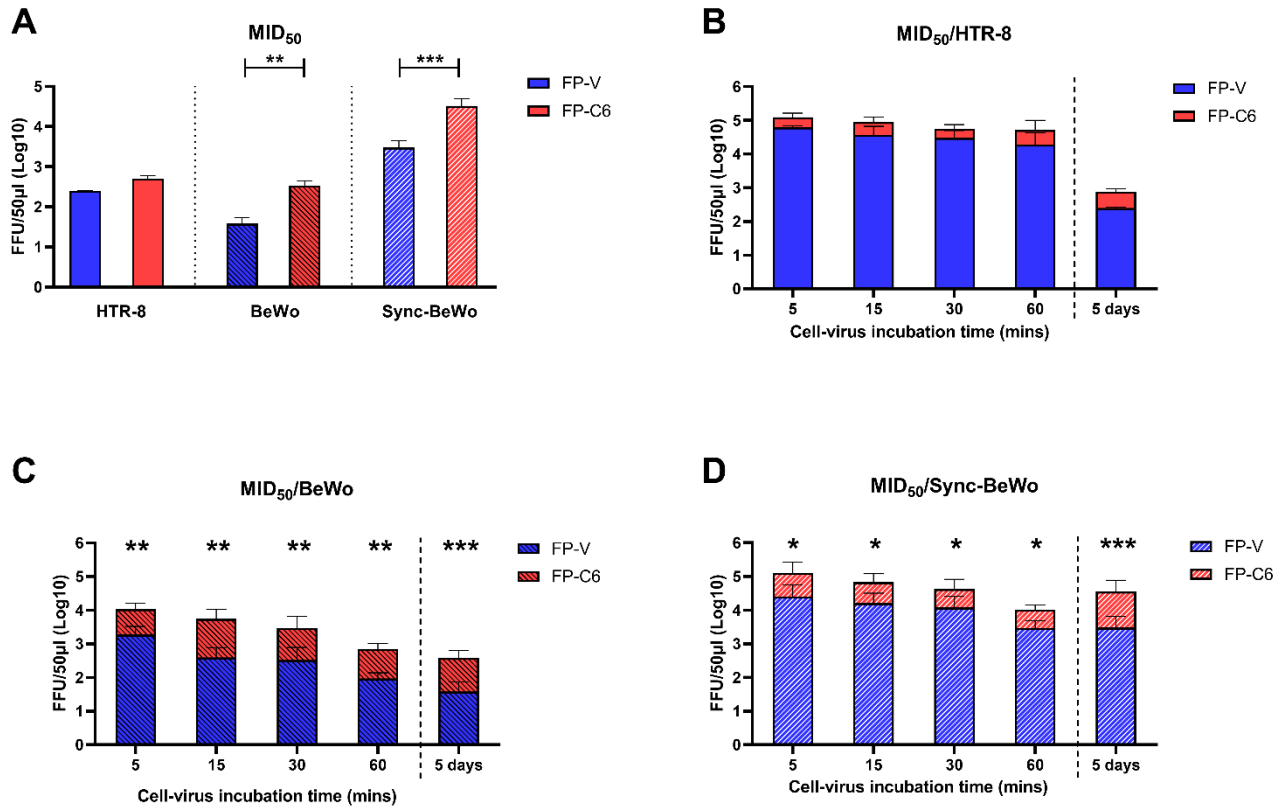 A
MID50
** ***
FP-V
FP-C6
FFU/50µl (Log10)
5
4
3
2
1
0
HTR-8 BeWo Sync-BeWo
B
MID50/HTR-8
FP-V
FP-C6
FFU/50µl (Log10)
6
5
4
3
2
1
0
5 15 30 60 5 days
Cell-virus incubation time (mins)
C
MID50/BeWo
** ** ** ** ***
FP-V
FP-C6
FFU/50µl (Log10)
6
5
4
3
2
1
0
5 15 30 60 5 days
Cell-virus incubation time (mins)
D
MID50/Sync-BeWo
* * * * ***
FP-V
FP-C6
FFU/50µl (Log10)
6
5
4
3
2
1
0
5 15 30 60 5 days
Cell-virus incubation time (mins)